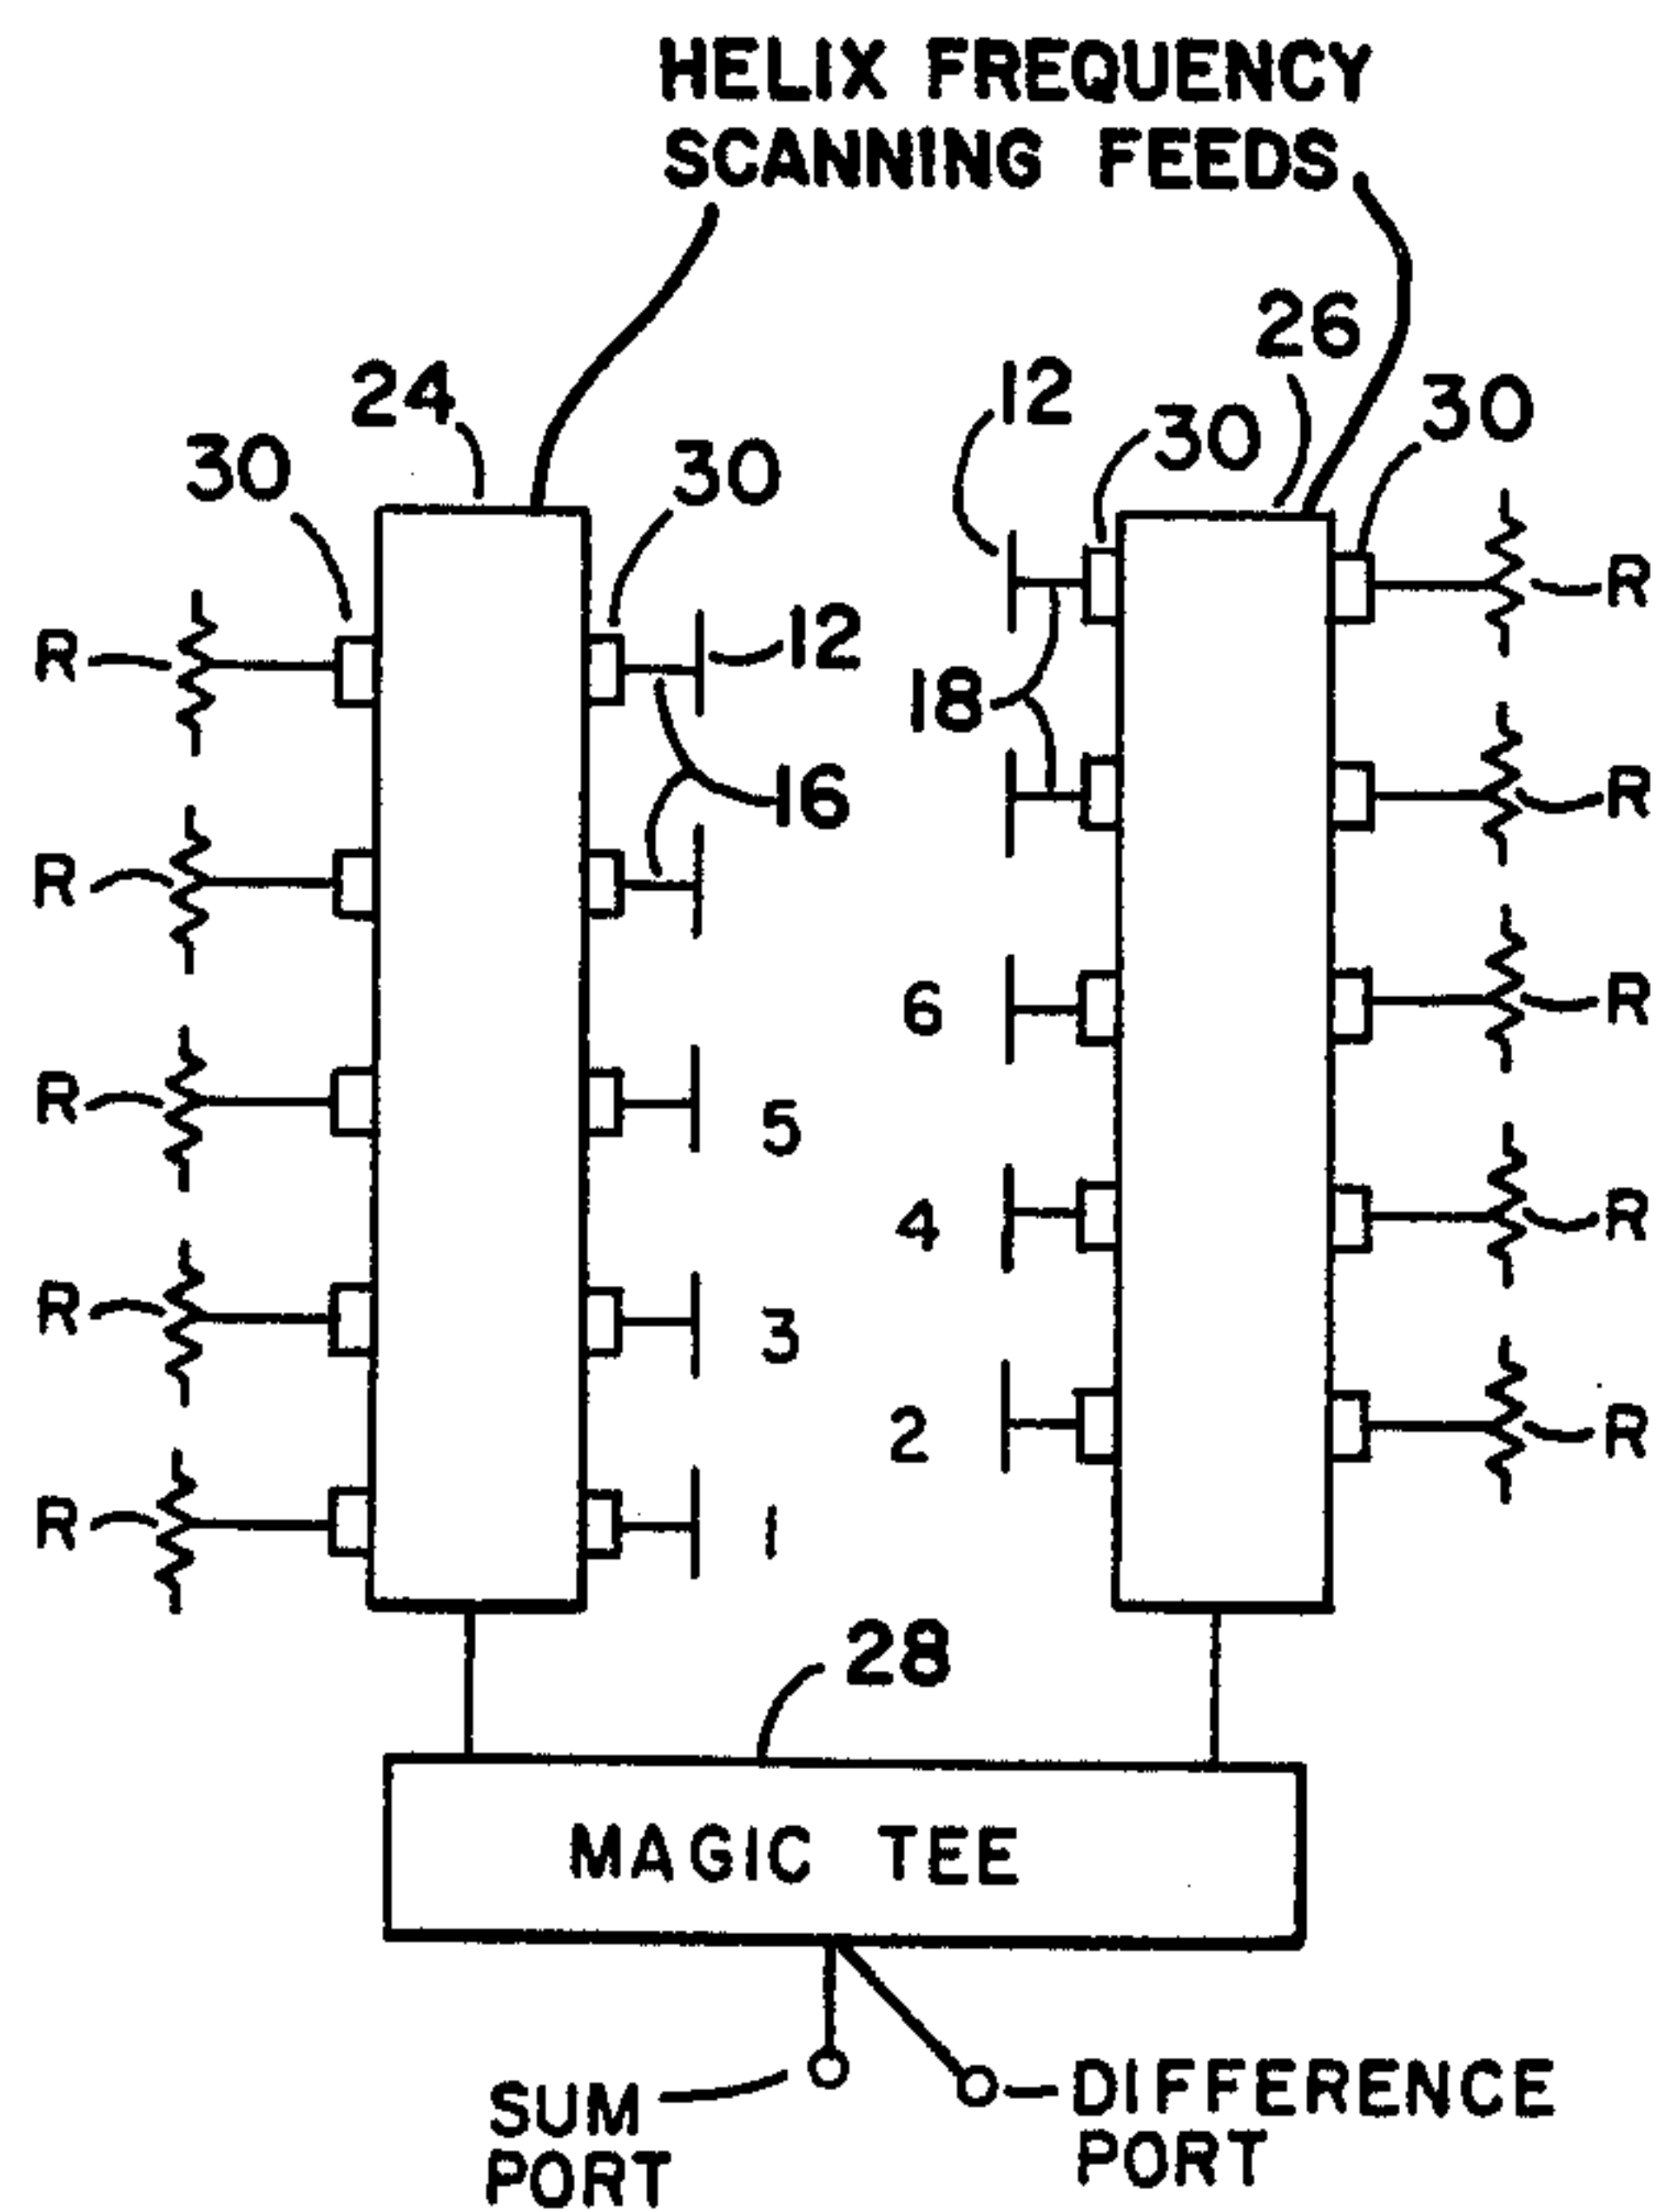 HELIX FREQUENCY
SCANNING FEEDS
26
24
12
30
30
30
30
R
12
R
18
16
R
R
R
6
R
R
5
4
R
R
3
2
R
R
1
28
MAGIC TEE
SUM
PORT
DIFFERENCE
PORT